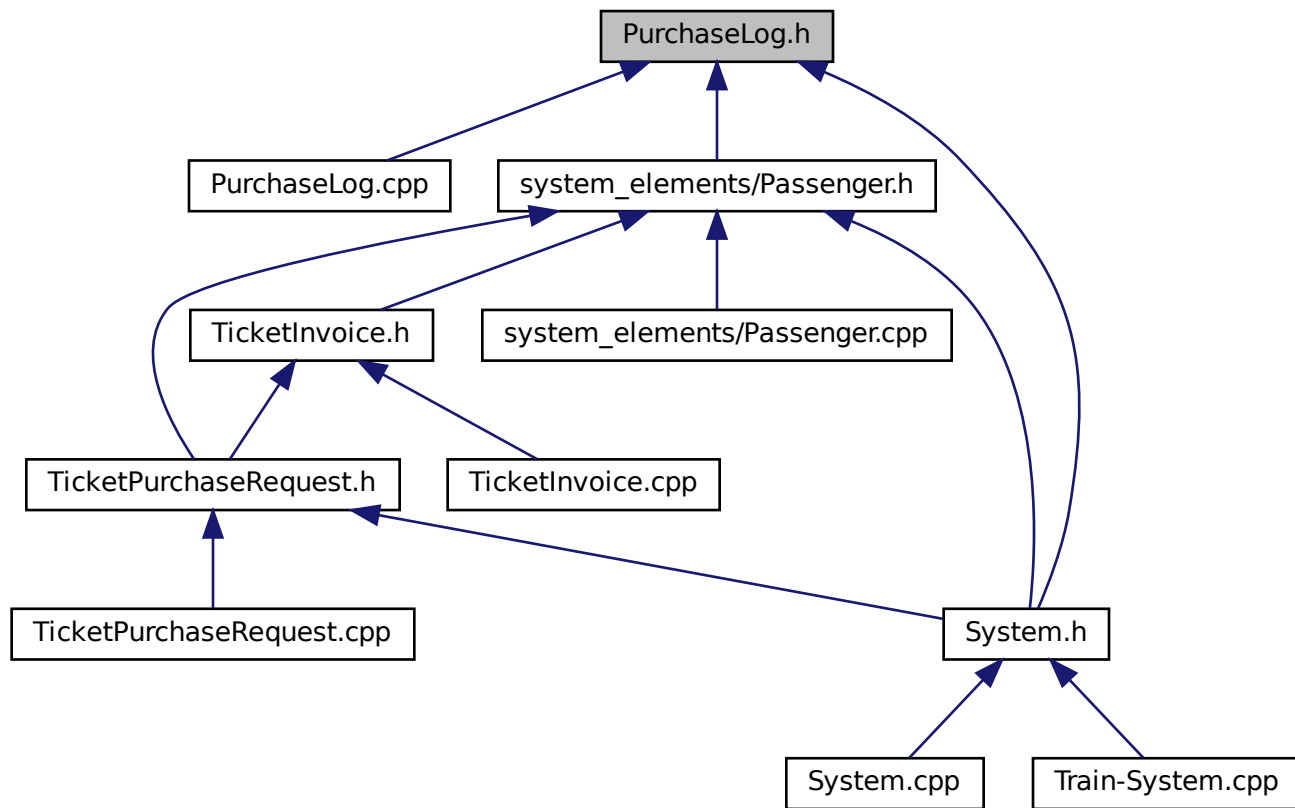 PurchaseLog.h
PurchaseLog.cpp
system_elements/Passenger.h
TicketInvoice.h
system_elements/Passenger.cpp
TicketPurchaseRequest.h
TicketInvoice.cpp
TicketPurchaseRequest.cpp
System.h
System.cpp
Train-System.cpp